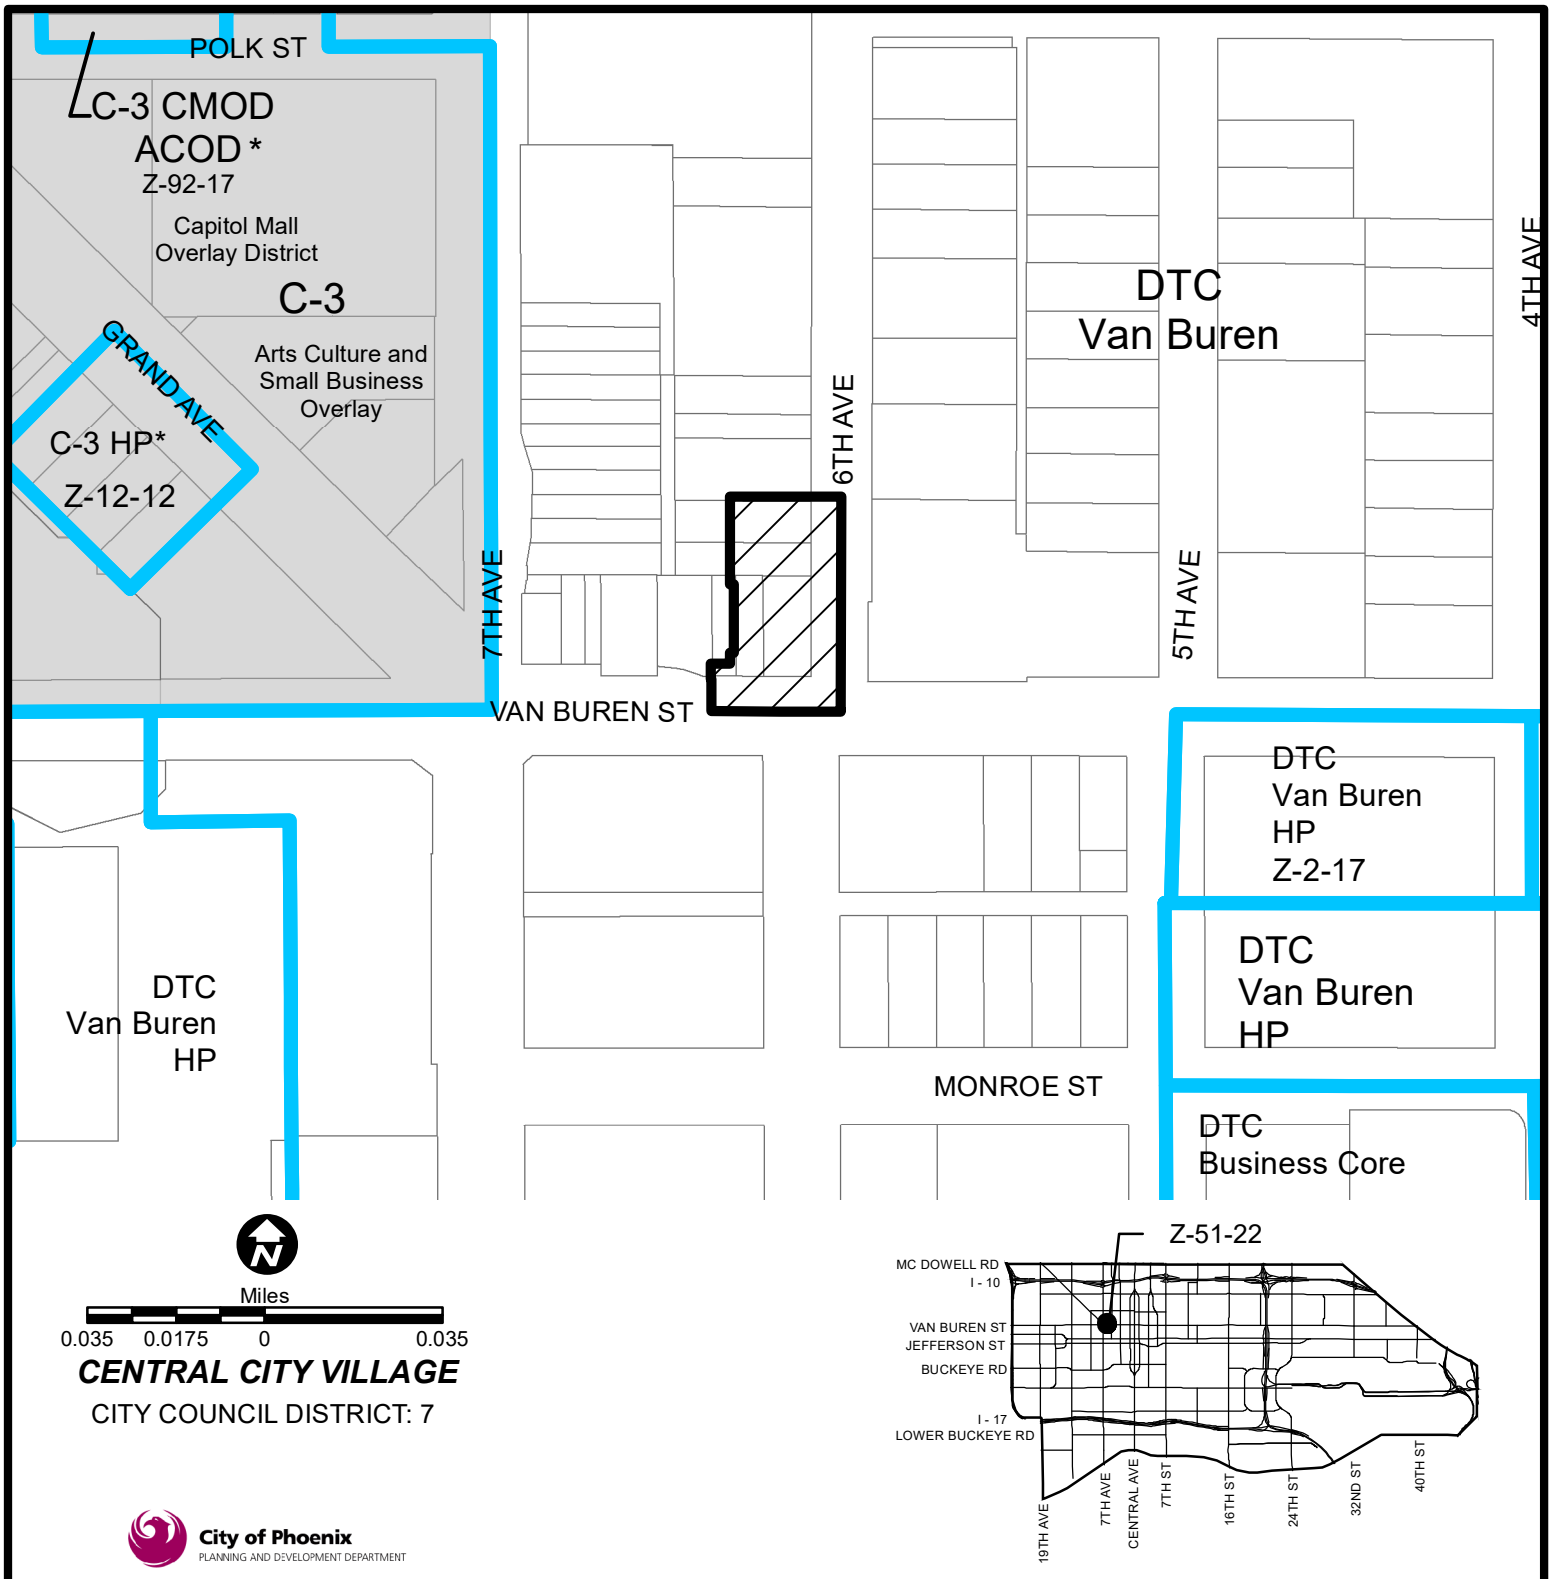 POLK ST
C-3 CMOD
ACOD *
Z-92-17
Capitol Mall
Overlay District
C-3
Arts Culture and
Small Business
Overlay
GRAND AVE
C-3 HP*
Z-12-12
7TH AVE
6TH AVE
5TH AVE
4TH AVE
DTC
Van Buren
VAN BUREN ST
DTC
Van Buren
HP
Z-2-17
DTC
Van Buren
HP
DTC
Van Buren
HP
MONROE ST
DTC
Business Core
N
Miles
0.035 0.0175 0 0.035
CENTRAL CITY VILLAGE
CITY COUNCIL DISTRICT: 7
City of Phoenix
PLANNING AND DEVELOPMENT DEPARTMENT
Z-51-22
MC DOWELL RD
I - 10
VAN BUREN ST
JEFFERSON ST
BUCKEYE RD
I - 17
LOWER BUCKEYE RD
19TH AVE
7TH AVE
CENTRAL AVE
7TH ST
16TH ST
24TH ST
32ND ST
40TH ST